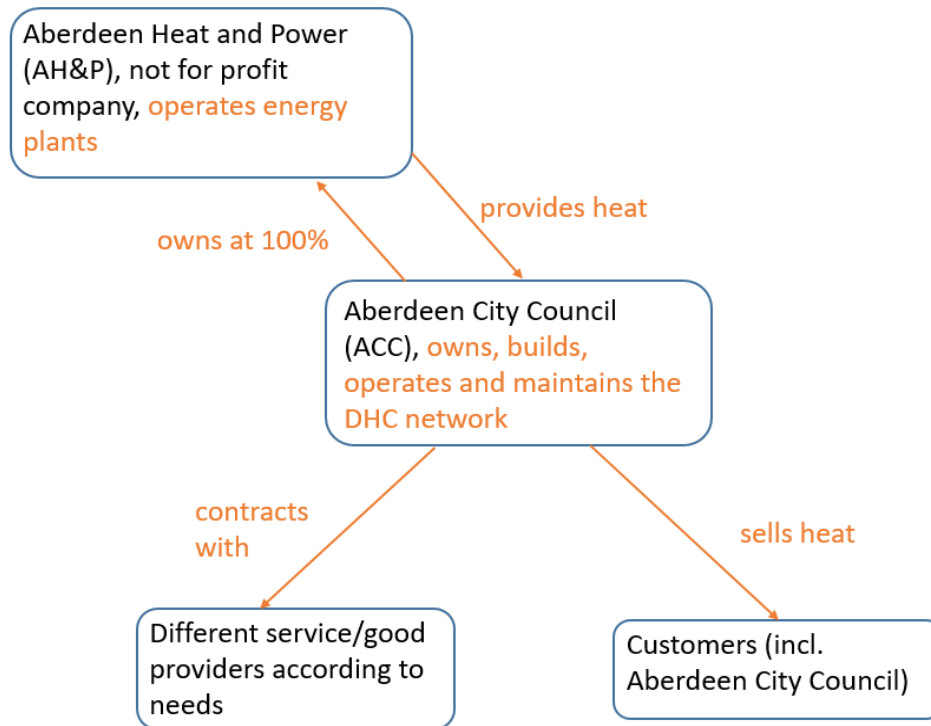 Aberdeen Heat and Power
(AH&P), not for profit
company, operates energy
plants
provides heat
owns at 100%
Aberdeen City Council
(ACC), owns, builds,
operates and maintains the
DHC network
contracts
with
sells heat
Different service/good
providers according to
needs
Customers (incl.
Aberdeen City Council)